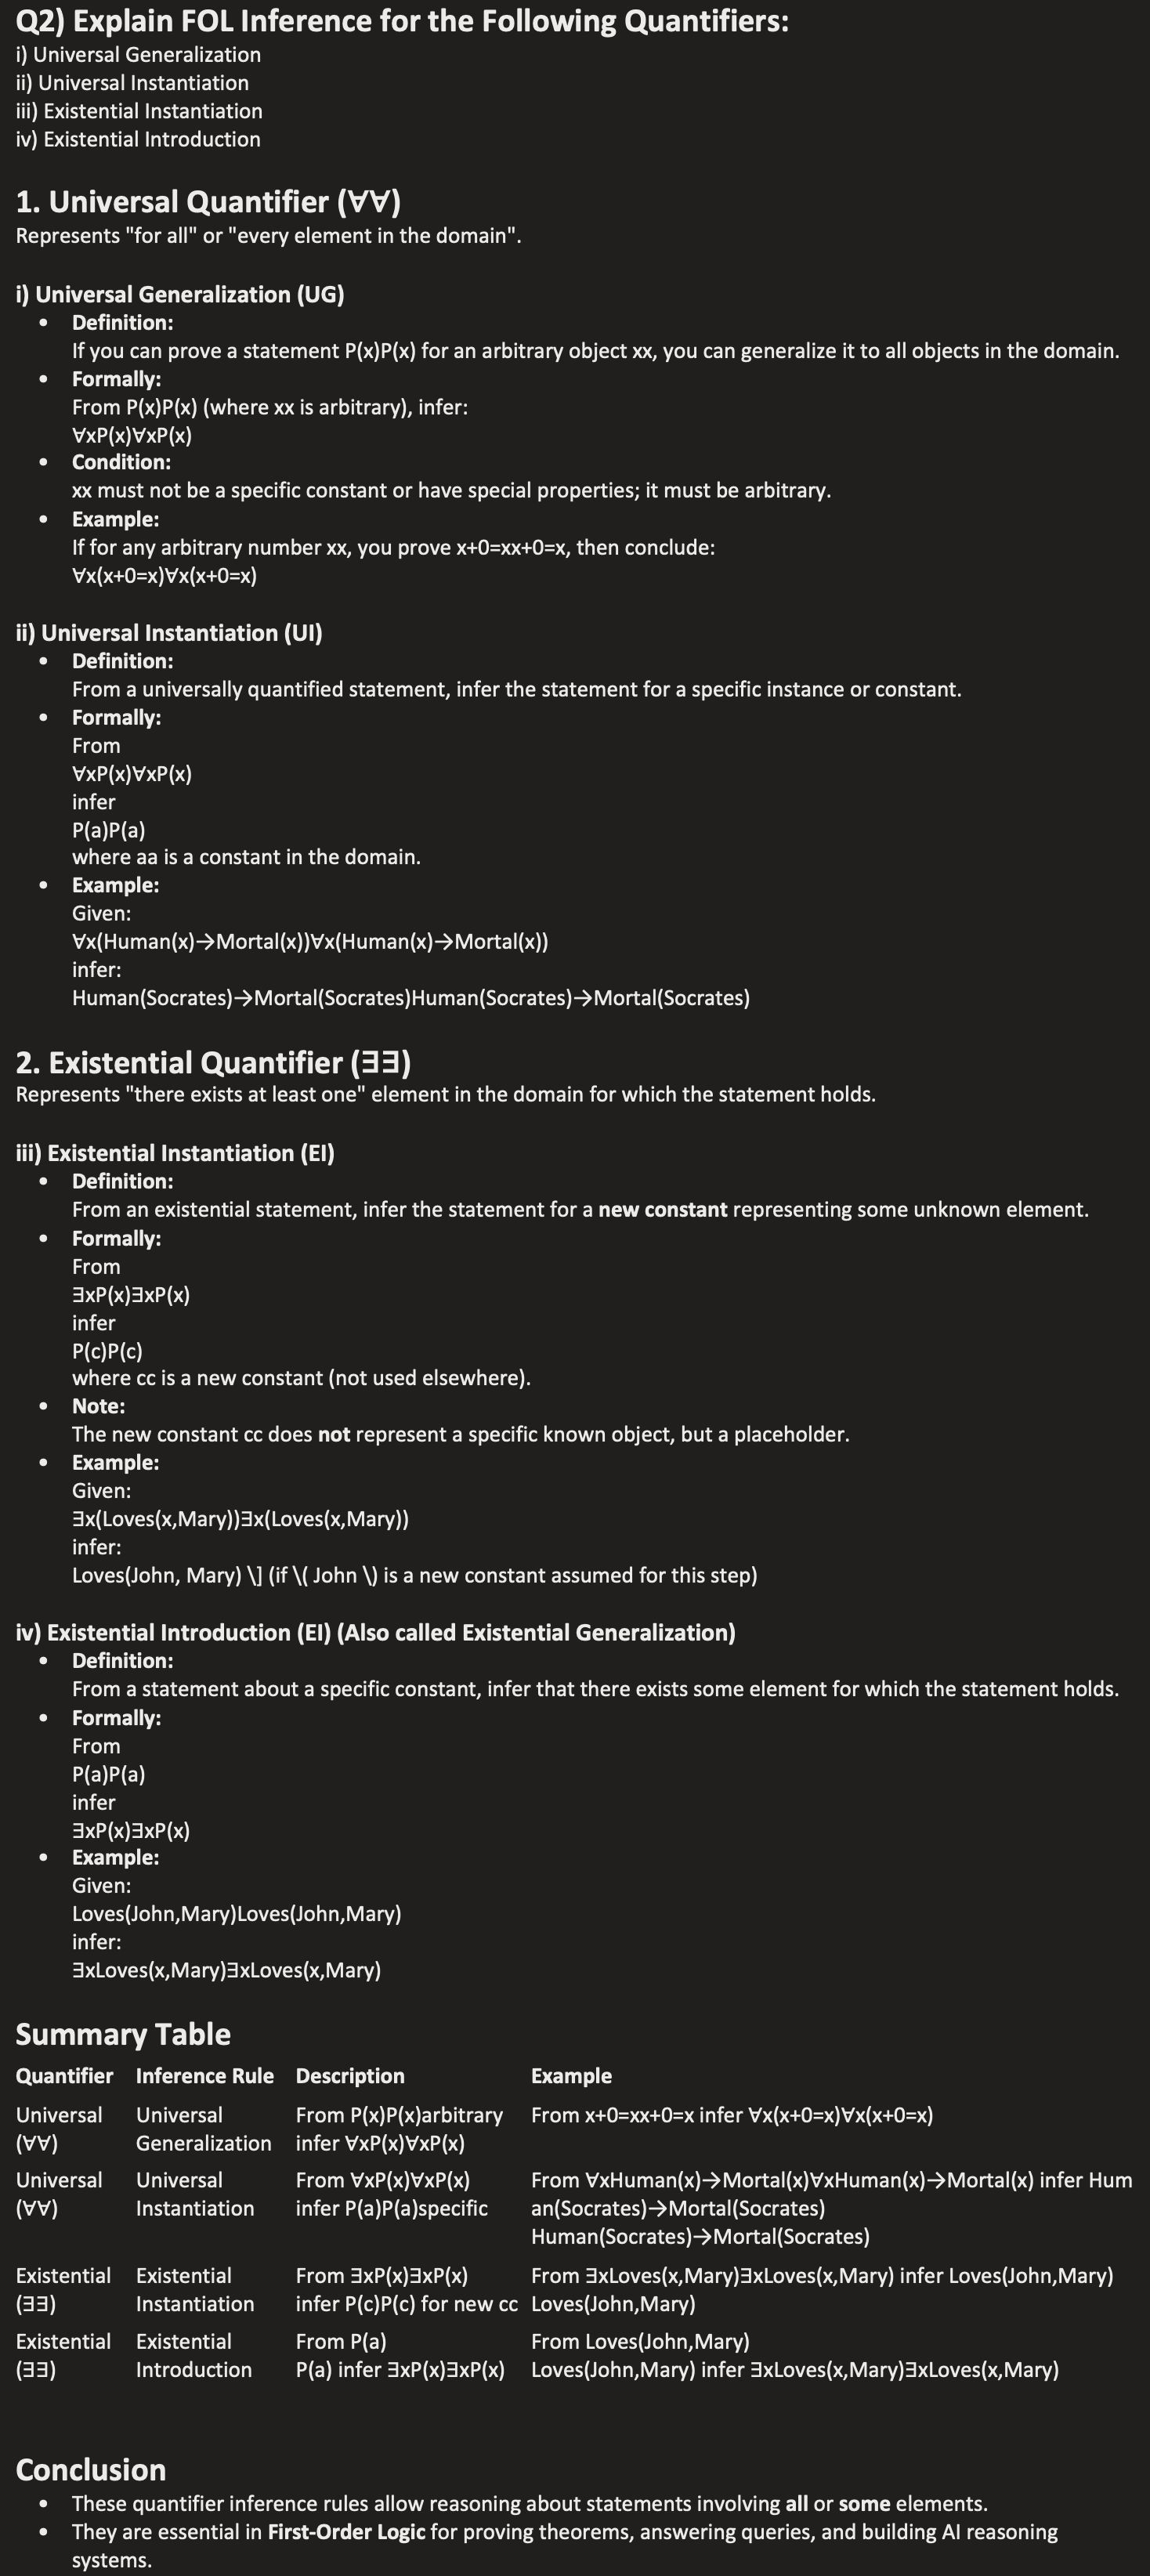 Q2) Explain FOL Inference for the Following Quantifiers:
i) Universal Generalization
ii) Universal Instantiation
iii) Existential Instantiation
iv) Existential Introduction
1. Universal Quantifier (∀∀)
Represents "for all" or "every element in the domain".
i) Universal Generalization (UG)
• Definition:
If you can prove a statement P(x)P(x) for an arbitrary object xx, you can generalize it to all objects in the domain.
• Formally:
From P(x)P(x) (where xx is arbitrary), infer:
∀xP(x)∀xP(x)
• Condition:
xx must not be a specific constant or have special properties; it must be arbitrary.
• Example:
If for any arbitrary number xx, you prove x+0=xx+0=x, then conclude:
∀x(x+0=x)∀x(x+0=x)
ii) Universal Instantiation (UI)
• Definition:
From a universally quantified statement, infer the statement for a specific instance or constant.
• Formally:
From
∀xP(x)∀xP(x)
infer
P(a)P(a)
where aa is a constant in the domain.
• Example:
Given:
∀x(Human(x)→Mortal(x))∀x(Human(x)→Mortal(x))
infer:
Human(Socrates)→Mortal(Socrates)Human(Socrates)→Mortal(Socrates)
2. Existential Quantifier (∃∃)
Represents "there exists at least one" element in the domain for which the statement holds.
iii) Existential Instantiation (EI)
• Definition:
From an existential statement, infer the statement for a new constant representing some unknown element.
• Formally:
From
∃xP(x)∃xP(x)
infer
P(c)P(c)
where cc is a new constant (not used elsewhere).
• Note:
The new constant cc does not represent a specific known object, but a placeholder.
• Example:
Given:
∃x(Loves(x,Mary))∃x(Loves(x,Mary))
infer:
Loves(John, Mary) \] (if \( John \) is a new constant assumed for this step)
iv) Existential Introduction (EI) (Also called Existential Generalization)
• Definition:
From a statement about a specific constant, infer that there exists some element for which the statement holds.
• Formally:
From
P(a)P(a)
infer
∃xP(x)∃xP(x)
• Example:
Given:
Loves(John,Mary)Loves(John,Mary)
infer:
∃xLoves(x,Mary)∃xLoves(x,Mary)
Summary Table
Quantifier Inference Rule Description Example
Universal Universal From P(x)P(x)arbitrary From x+0=xx+0=x infer ∀x(x+0=x)∀x(x+0=x)
(∀∀) Generalization infer ∀xP(x)∀xP(x)
Universal Universal From ∀xP(x)∀xP(x) From ∀xHuman(x)→Mortal(x)∀xHuman(x)→Mortal(x) infer Hum
(∀∀) Instantiation infer P(a)P(a)specific an(Socrates)→Mortal(Socrates)
Human(Socrates)→Mortal(Socrates)
Existential Existential From ∃xP(x)∃xP(x) From ∃xLoves(x,Mary)∃xLoves(x,Mary) infer Loves(John,Mary)
(∃∃) Instantiation infer P(c)P(c) for new cc Loves(John,Mary)
Existential Existential From P(a) From Loves(John,Mary)
(∃∃) Introduction P(a) infer ∃xP(x)∃xP(x) Loves(John,Mary) infer ∃xLoves(x,Mary)∃xLoves(x,Mary)
Conclusion
• These quantifier inference rules allow reasoning about statements involving all or some elements.
• They are essential in First-Order Logic for proving theorems, answering queries, and building AI reasoning
systems.